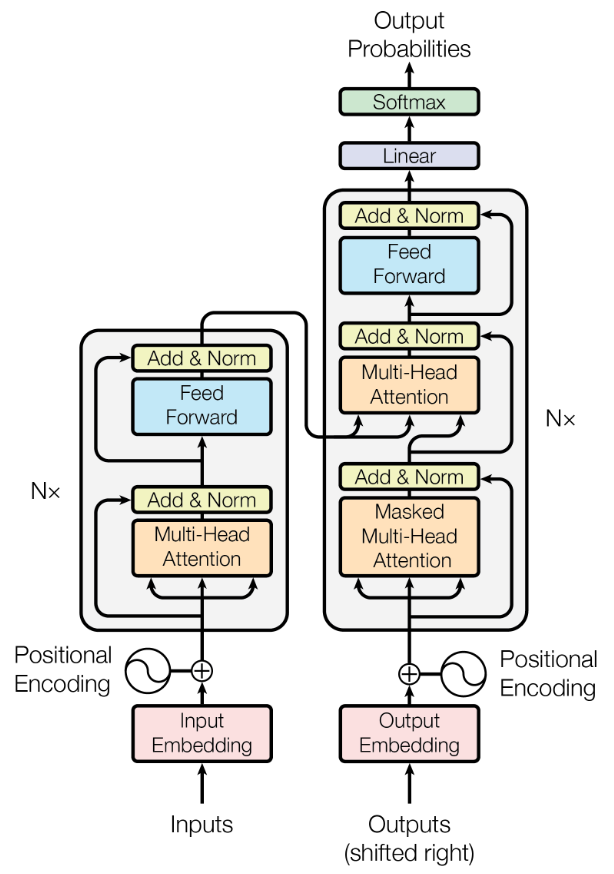 Output
Probabilities
Softmax
Linear
Add & Norm
Feed
Forward
Add & Norm
Multi-Head
Attention
Add & Norm
Masked
Multi-Head
Attention
N×
Add & Norm
Feed
Forward
Add & Norm
Multi-Head
Attention
N×
Positional
Encoding
Positional
Encoding
Input
Embedding
Output
Embedding
Inputs
Outputs
(shifted right)